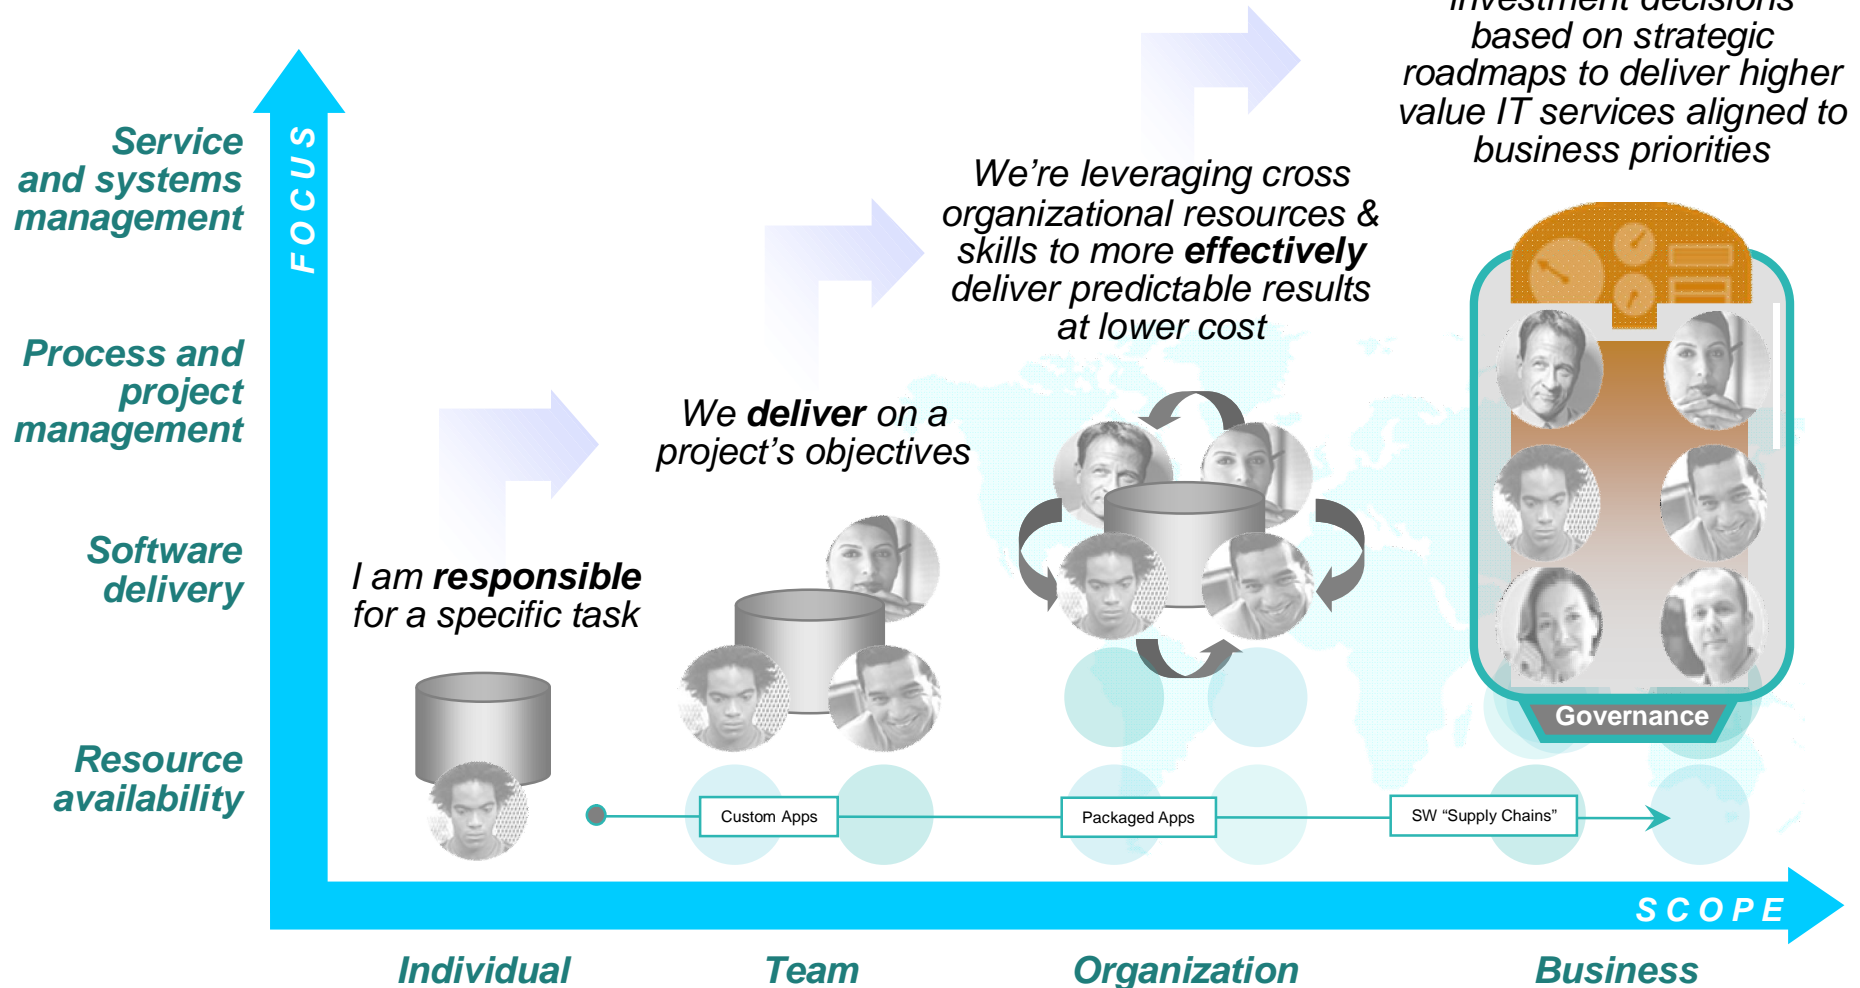 investment decisions
based on strategic
roadmaps to deliver higher
value IT services aligned to
business priorities
FOCUS
Service
and systems
management
We’re leveraging cross
organizational resources &
skills to more effectively
deliver predictable results
at lower cost
Process and
project
management
We deliver on a
project’s objectives
Software
delivery
I am responsible
for a specific task
Governance
Resource
availability
Custom Apps
Packaged Apps
SW “Supply Chains”
SCOPE
Individual
Team
Organization
Business